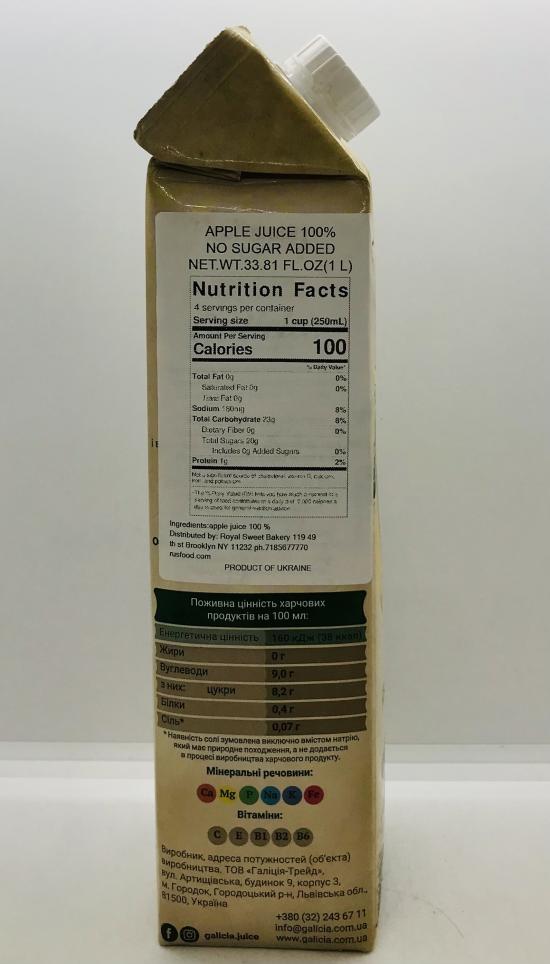 APPLE JUICE 100%
NO SUGAR ADDED
NET.WT.33.81 FL.OZ(1 L)
Nutrition Facts
4 servings per container
Serving size 1 cup (250mL)
Amount Per Serving
Calories 100
% Daily Value*
Total Fat 0g 0%
Saturated Fat 0g 0%
Trans Fat 0g
Sodium 180mg 8%
Total Carbohydrate 23g 8%
Dietary Fiber 0g 0%
Total Sugars 20g
Includes 0g Added Sugars 0%
Protein 1g 2%
Ingredients:apple juice 100 %
Distributed by: Royal Sweet Bakery 119 49
th st Brooklyn NY 11232 ph.7185677770
rusfood.com
PRODUCT OF UKRAINE
Поживна цінність харчових
продуктів на 100 мл:
Енергетична цінність 160 кДж (38 ккал)
Жири 0 г
Вуглеводи 9,0 г
з них: цукри 8,2 г
Білки 0,4 г
Сіль* 0,07 г
* Наявність солі зумовлена виключно вмістом натрію,
який має природне походження, а не додається
в процесі виробництва харчового продукту.
Мінеральні речовини:
Ca Mg P Na K Fe
Вітаміни:
C E B1 B2 B6
Виробник, адреса потужностей (об'єкта)
виробництва. ТОВ «Галіція-Трейд»,
вул. Артищівська, будинок 9, корпус 3,
м. Городок, Городоцький р-н, Львівська обл.,
81500, Україна
+380 (32) 243 67 11
info@galicia.com.ua
galicia.juice www.galicia.com.ua